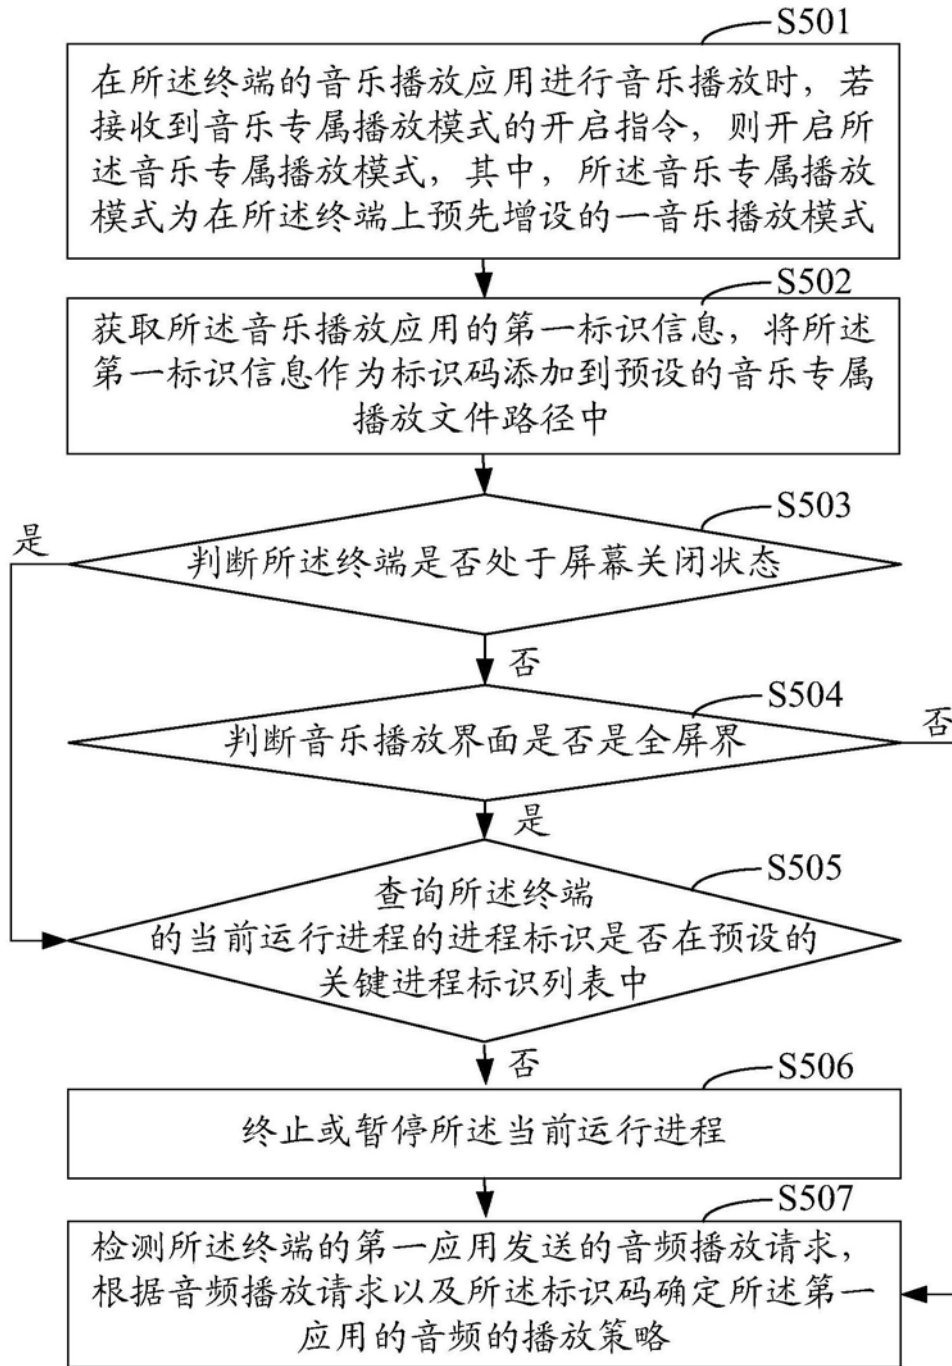 S501
在所述终端的音乐播放应用进行音乐播放时，若
接收到音乐专属播放模式的开启指令，则开启所
述音乐专属播放模式，其中，所述音乐专属播放
模式为在所述终端上预先增设的一音乐播放模式
S502
获取所述音乐播放应用的第一标识信息，将所述
第一标识信息作为标识码添加到预设的音乐专属
播放文件路径中
S503
是
判断所述终端是否处于屏幕关闭状态
否
S504
判断音乐播放界面是否是全屏界
否
是
S505
查询所述终端
的当前运行进程的进程标识是否在预设的
关键进程标识列表中
否
S506
终止或暂停所述当前运行进程
S507
检测所述终端的第一应用发送的音频播放请求，
根据音频播放请求以及所述标识码确定所述第一
应用的音频的播放策略